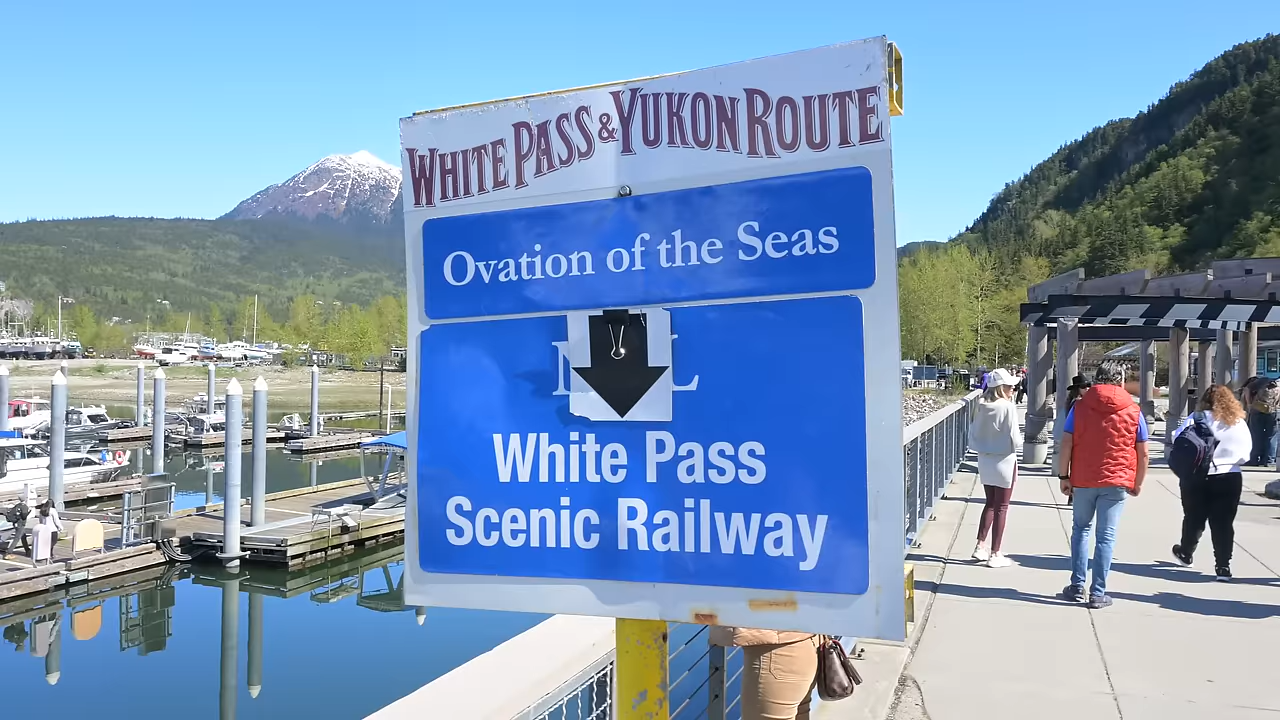 WHITE PASS & YUKON ROUTE
Ovation of the Seas
White Pass
Scenic Railway